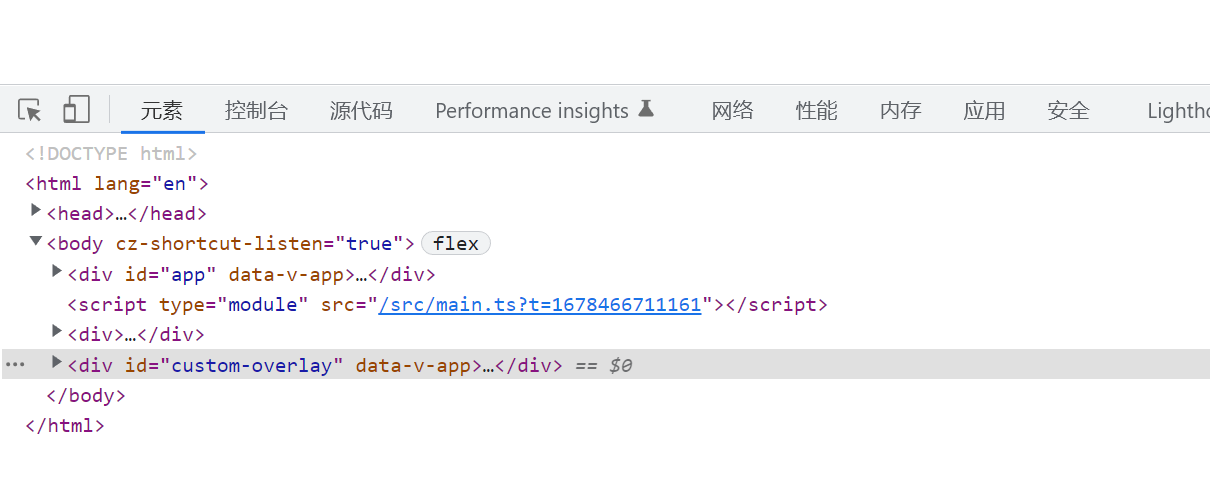 元素 控制台 源代码 Performance insights 网络 性能 内存 应用 安全 Lighth
<!DOCTYPE html>
<html lang="en">
<head>…</head>
<body cz-shortcut-listen="true"> flex
<div id="app" data-v-app>…</div>
<script type="module" src="/src/main.ts?t=1678466711161"></script>
<div>…</div>
… <div id="custom-overlay" data-v-app>…</div> == $0
</body>
</html>